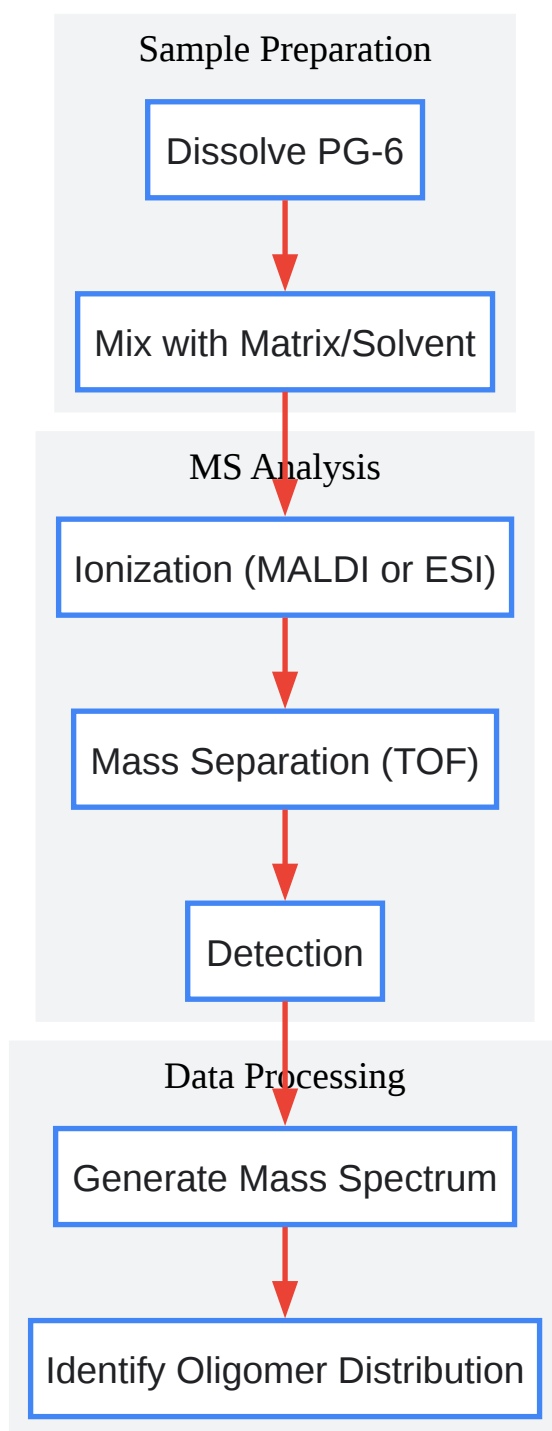 Sample Preparation
Dissolve PG-6
Mix with Matrix/Solvent
MS Analysis
Ionization (MALDI or ESI)
Mass Separation (TOF)
Detection
Data Processing
Generate Mass Spectrum
Identify Oligomer Distribution